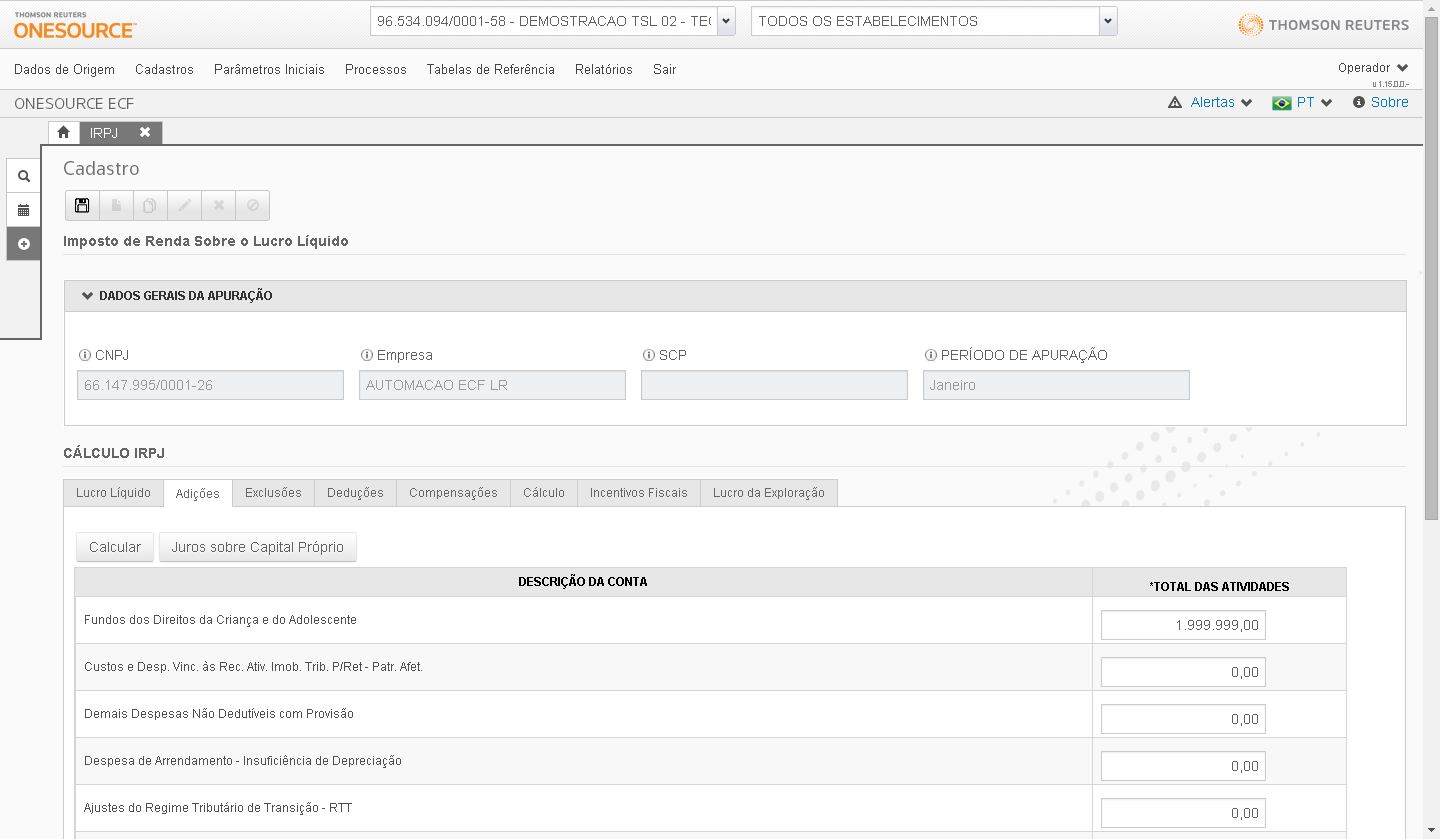 THOMSON REUTERS
ONESOURCE
96.534.094/0001-58 - DEMOSTRACAO TSL 02 - TE
TODOS OS ESTABELECIMENTOS
THOMSON REUTERS
Dados de Origem Cadastros Parâmetros Iniciais Processos Tabelas de Referência Relatórios Sair
Operador
ONESOURCE ECF
Alertas PT Sobre
IRPJ
Cadastro
Imposto de Renda Sobre o Lucro Líquido
DADOS GERAIS DA APURAÇÃO
CNPJ Empresa SCP PERÍODO DE APURAÇÃO
66.147.995/0001-26 AUTOMACAO ECF LR Janeiro
CÁLCULO IRPJ
Lucro Líquido Adições Exclusões Deduções Compensações Cálculo Incentivos Fiscais Lucro da Exploração
Calcular Juros sobre Capital Próprio
DESCRIÇÃO DA CONTA *TOTAL DAS ATIVIDADES
Fundos dos Direitos da Criança e do Adolescente 1.999.999,00
Custos e Desp. Vinc. às Rec. Ativ. Imob. Trib. P/Ret - Patr. Afet. 0,00
Demais Despesas Não Dedutíveis com Provisão 0,00
Despesa de Arrendamento - Insuficiência de Depreciação 0,00
Ajustes do Regime Tributário de Transição - RTT 0,00